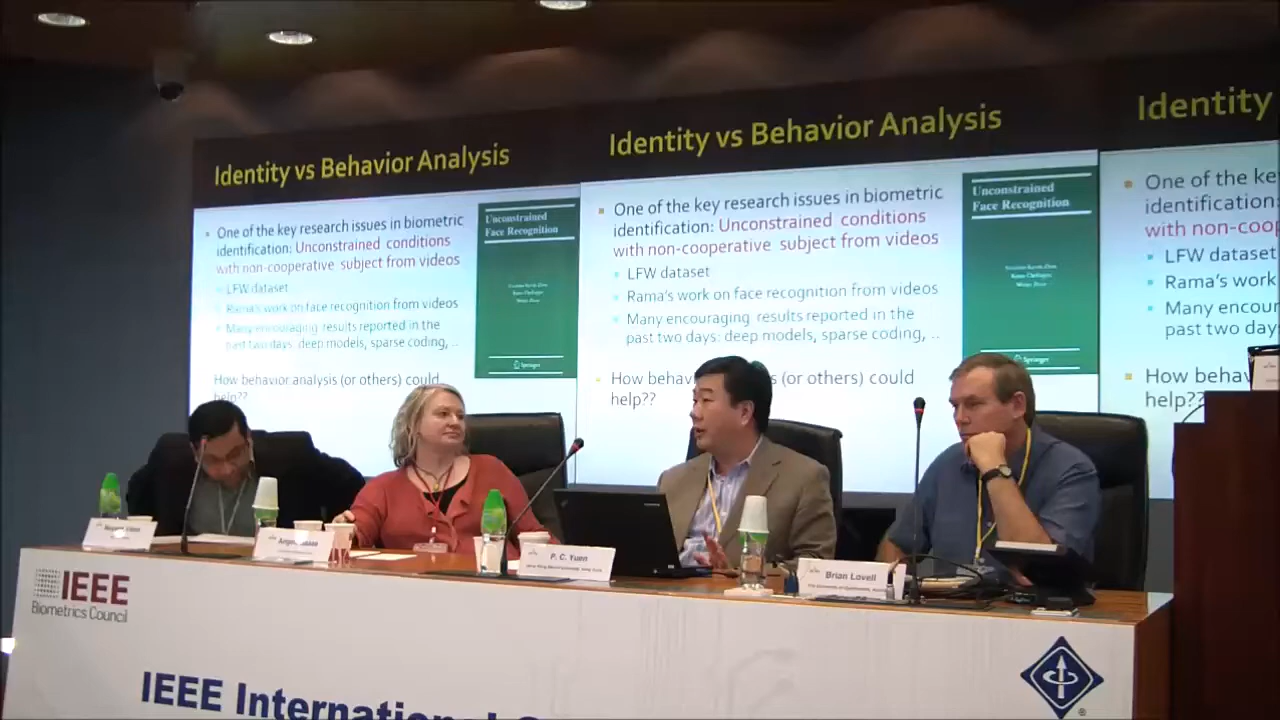 Identity vs Behavior Analysis
One of the key research issues in biometric
identification: Unconstrained conditions
with non-cooperative subject from videos
LFW dataset
Rama's work on face recognition from videos
Many encouraging results reported in the
past two days: deep models, sparse coding, ..
How behavior analysis (or others) could
help??
Unconstrained
Face Recognition
Springer
Identity vs Behavior Analysis
One of the key research issues in biometric
identification: Unconstrained conditions
with non-cooperative subject from videos
LFW dataset
Rama's work on face recognition from videos
Many encouraging results reported in the
past two days: deep models, sparse coding, ..
How behav s (or others) could
help??
Unconstrained
Face Recognition
Springer
Identity
One of the key
identification:
with non-coop
LFW dataset
Rama's work
Many encour
past two day
How behav
help??
P. C. Yuen
Brian Lovell
IEEE
Biometrics Council
IEEE International